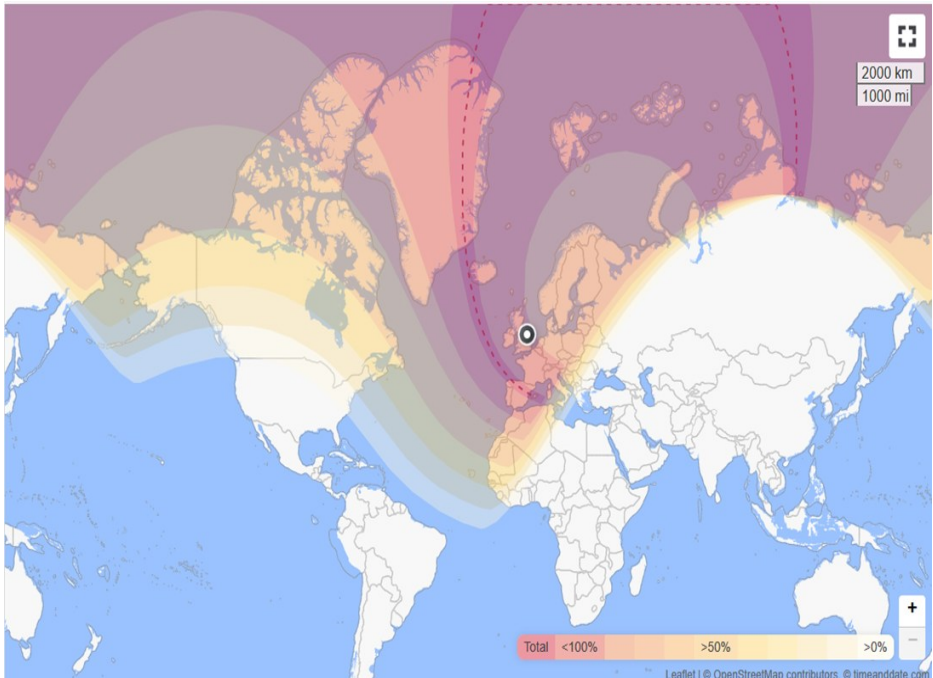 2000 km
1000 mi
+
−
Total <100% >50% >0%
Leaflet | © OpenStreetMap contributors, © timeanddate.com